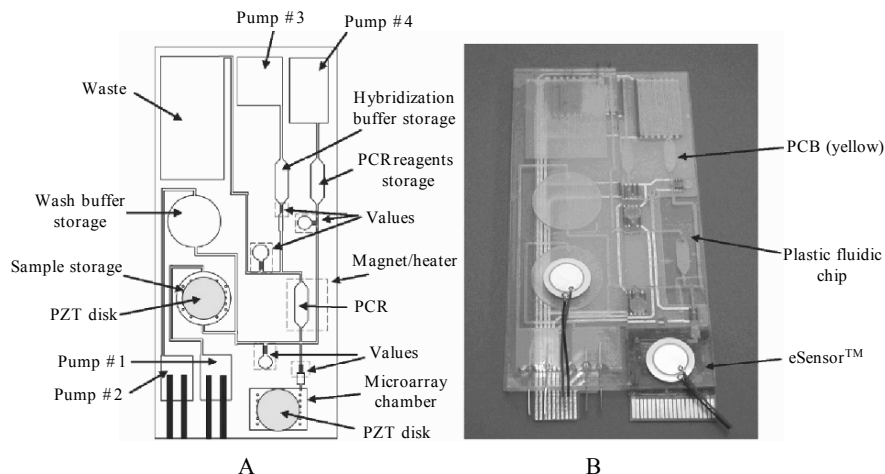 Pump #3
Pump #4
Waste
Hybridization
buffer storage
PCR reagents
storage
Wash buffer
storage
Values
Sample storage
Magnet/heater
PZT disk
PCR
Pump #1
Values
Pump #2
Microarray
chamber
PZT disk
A
PCB (yellow)
Plastic fluidic
chip
eSensor™
B